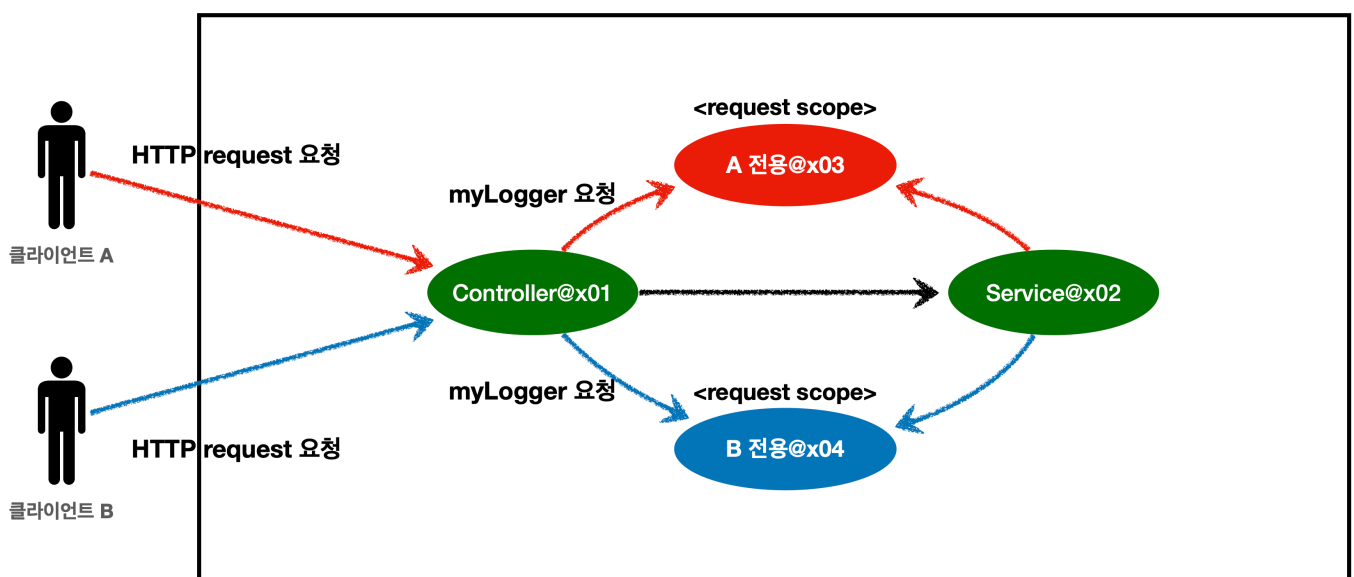 <request scope>
HTTP request 요청
A 전용@x03
myLogger 요청
클라이언트 A
Controller@x01
Service@x02
myLogger 요청
<request scope>
HTTP request 요청
B 전용@x04
클라이언트 B